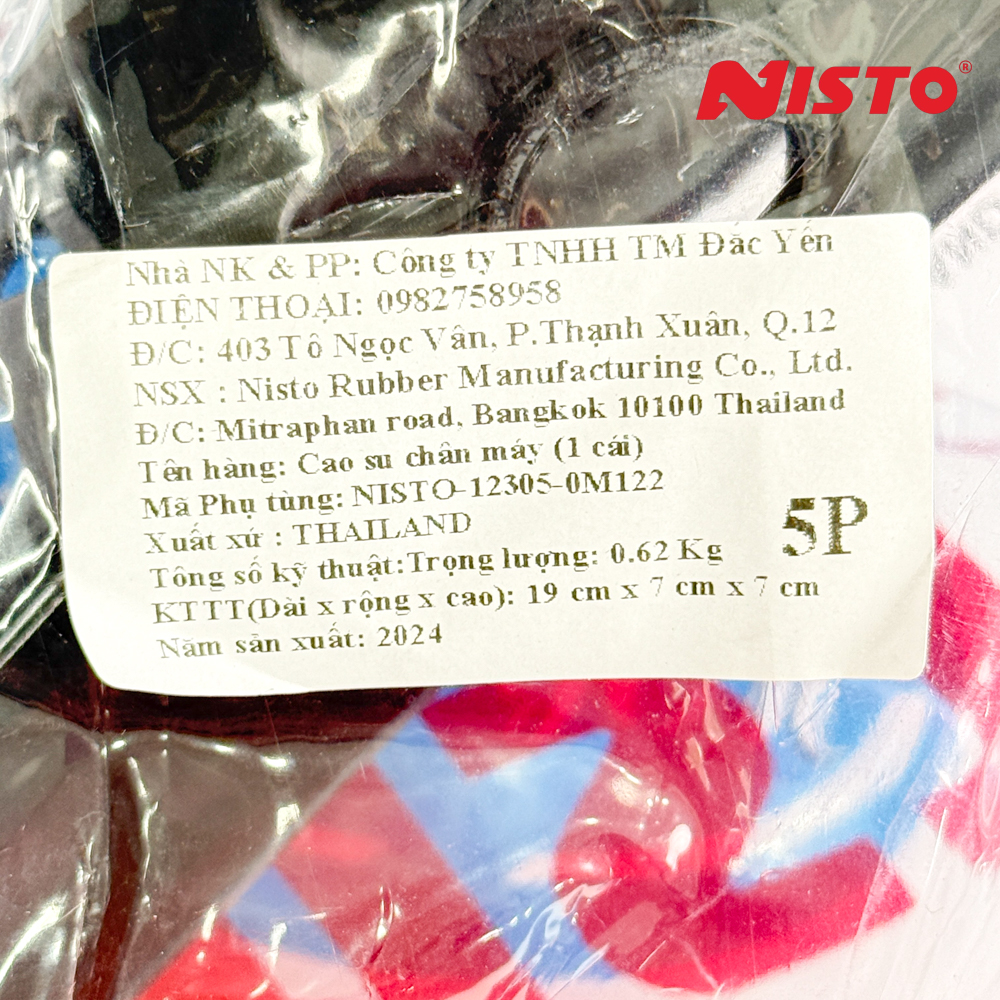 NISTO®
Nhà NK & PP: Công ty TNHH TM Đắc Yến
ĐIỆN THOẠI: 0982758958
Đ/C: 403 Tô Ngọc Vân, P.Thạnh Xuân, Q.12
NSX : Nisto Rubber Manufacturing Co., Ltd.
Đ/C: Mitraphan road, Bangkok 10100 Thailand
Tên hàng: Cao su chân máy (1 cái)
Mã Phụ tùng: NISTO-12305-0M122
Xuất xứ : THAILAND
5P
Tông số kỹ thuật:Trọng lượng: 0.62 Kg
KTTT(Dài x rộng x cao): 19 cm x 7 cm x 7 cm
Năm sản xuất: 2024